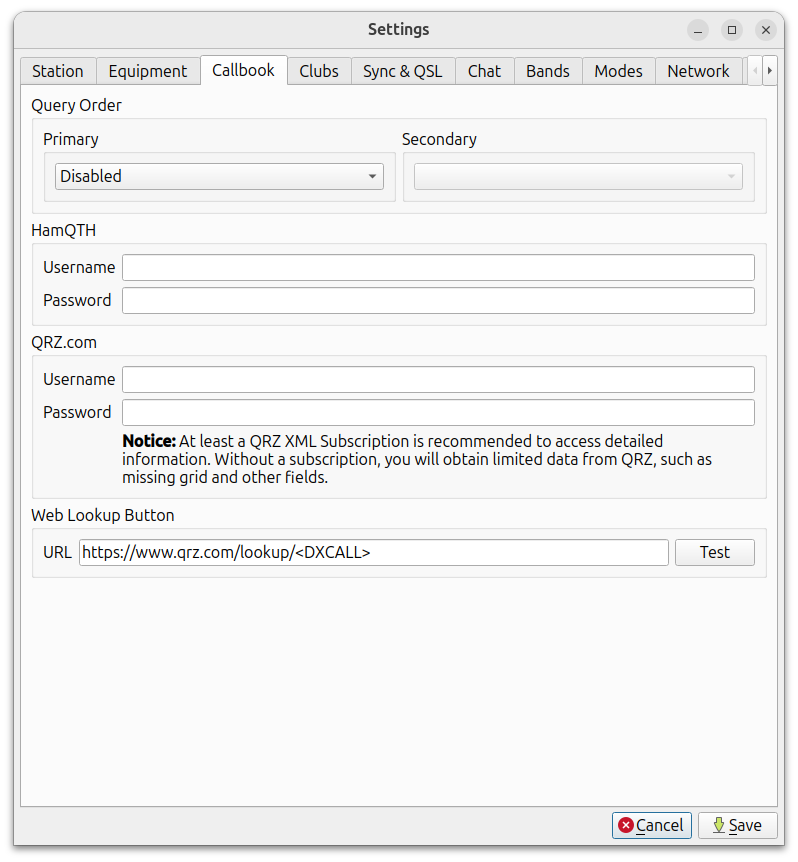 Settings
Station Equipment Callbook Clubs Sync & QSL Chat Bands Modes Network
Query Order
Primary Secondary
Disabled
HamQTH
Username
Password
QRZ.com
Username
Password
Notice: At least a QRZ XML Subscription is recommended to access detailed
information. Without a subscription, you will obtain limited data from QRZ, such as
missing grid and other fields.
Web Lookup Button
URL https://www.qrz.com/lookup/<DXCALL> Test
Cancel Save